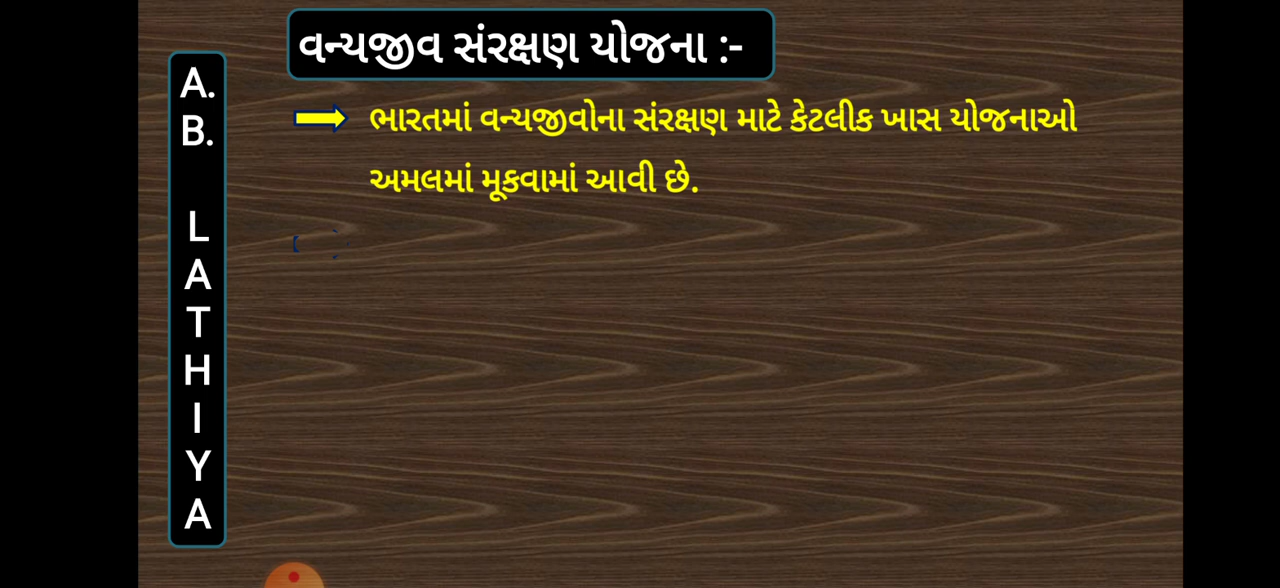 વન્યજીવ સંરક્ષણ યોજના :-
A.
B.
L
A
T
H
I
Y
A
ભારતમાં વન્યજીવોના સંરક્ષણ માટે કેટલીક ખાસ યોજનાઓ
અમલમાં મૂકવામાં આવી છે.